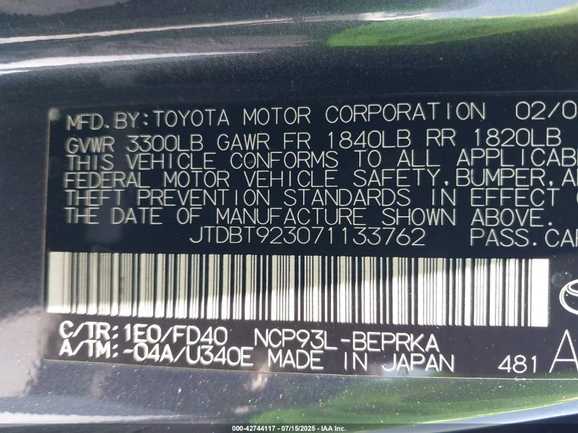 MFD.BY:TOYOTA MOTOR CORPORATION 02/0
GVWR 3300LB GAWR FR 1840LB RR 1820LB
THIS VEHICLE CONFORMS TO ALL APPLICAB
FEDERAL MOTOR VEHICLE SAFETY,BUMPER,A
THEFT PREVENTION STANDARDS IN EFFECT
THE DATE OF MANUFACTURE SHOWN ABOVE.
JTDBT923071133762 PASS.CA
C/TR:1E0/FD40 NCP93L-BEPRKA
A/TM:-04A/U340E MADE IN JAPAN 481 A
000-42744117 - 07/15/2025 - IAA Inc.